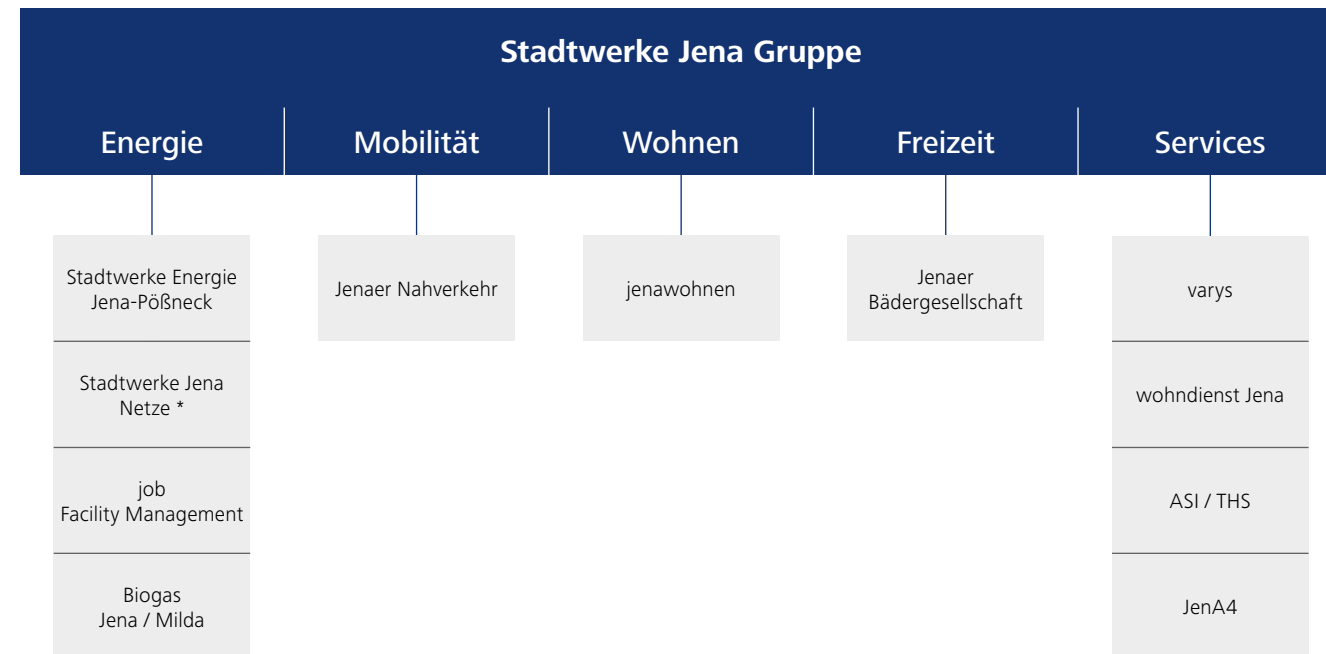 Stadtwerke Jena Gruppe
Energie
Mobilität
Wohnen
Freizeit
Services
Stadtwerke Energie
Jena-Pößneck
Jenaer Nahverkehr
jenawohnen
Jenaer
Bädergesellschaft
varys
Stadtwerke Jena
Netze *
wohndienst Jena
job
Facility Management
ASI / THS
Biogas
Jena / Milda
JenA4